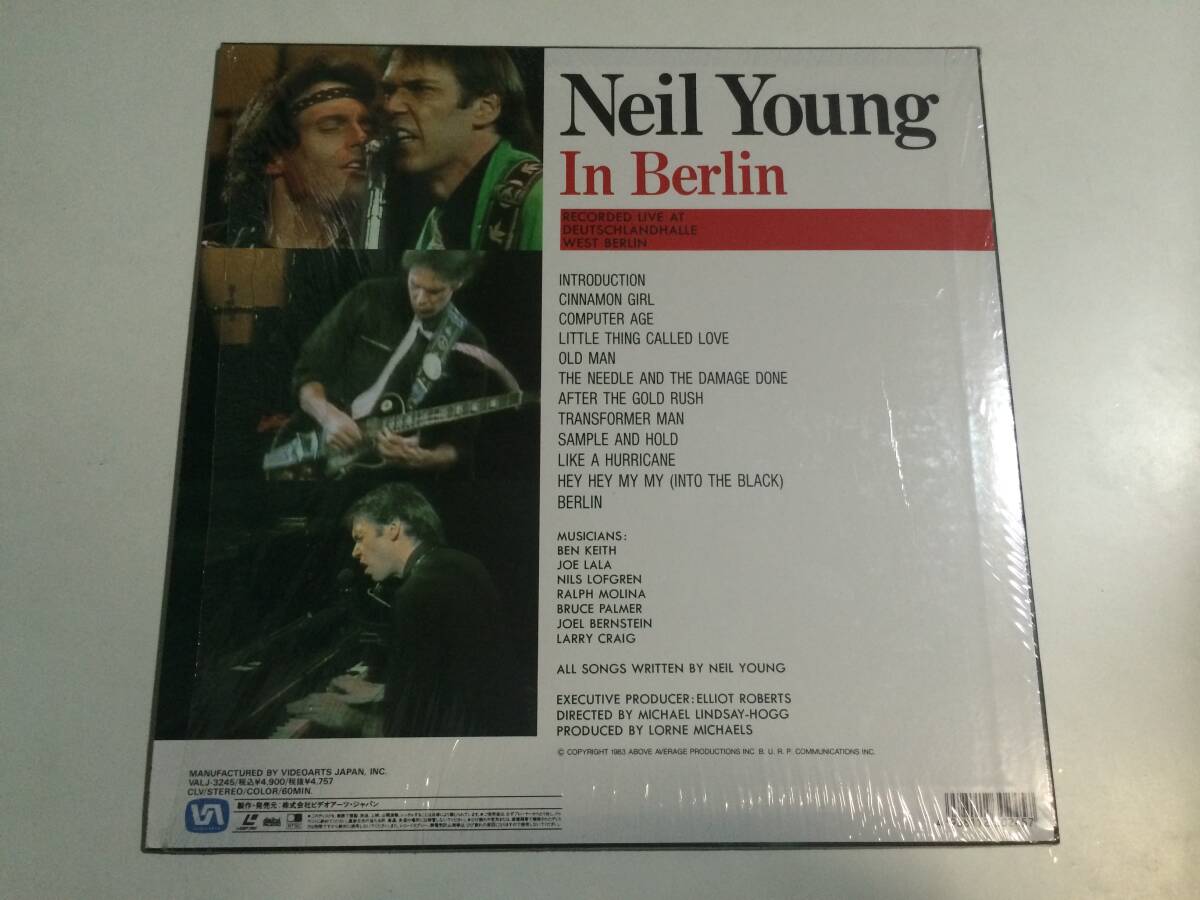 Neil Young
In Berlin
RECORDED LIVE AT
DEUTSCHLANDHALLE
WEST BERLIN
INTRODUCTION
CINNAMON GIRL
COMPUTER AGE
LITTLE THING CALLED LOVE
OLD MAN
THE NEEDLE AND THE DAMAGE DONE
AFTER THE GOLD RUSH
TRANSFORMER MAN
SAMPLE AND HOLD
LIKE A HURRICANE
HEY HEY MY MY (INTO THE BLACK)
BERLIN
MUSICIANS:
BEN KEITH
JOE LALA
NILS LOFGREN
RALPH MOLINA
BRUCE PALMER
JOEL BERNSTEIN
LARRY CRAIG
ALL SONGS WRITTEN BY NEIL YOUNG
EXECUTIVE PRODUCER: ELLIOT ROBERTS
DIRECTED BY MICHAEL LINDSAY-HOGG
PRODUCED BY LORNE MICHAELS
© COPYRIGHT 1983 ABOVE AVERAGE PRODUCTIONS INC B. U. R. P. COMMUNICATIONS INC.
MANUFACTURED BY VIDEOARTS JAPAN, INC.
VALJ-3245/税込¥4,900/税抜¥4,757
CLV/STEREO/COLOR/60MIN.
製作・発売元:株式会社ビデオアーツ・ジャパン